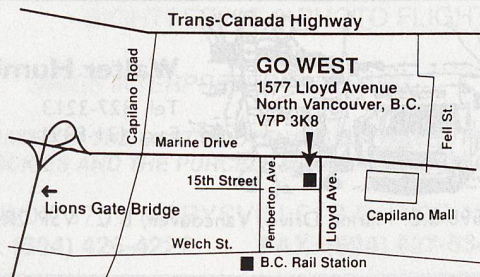 Trans-Canada Highway
GO WEST
1577 Lloyd Avenue
North Vancouver, B.C.
V7P 3K8
Capilano Road
Fell St.
Marine Drive
15th Street
Pemberton Ave.
Lloyd Ave.
Capilano Mall
Lions Gate Bridge
Welch St.
B.C. Rail Station